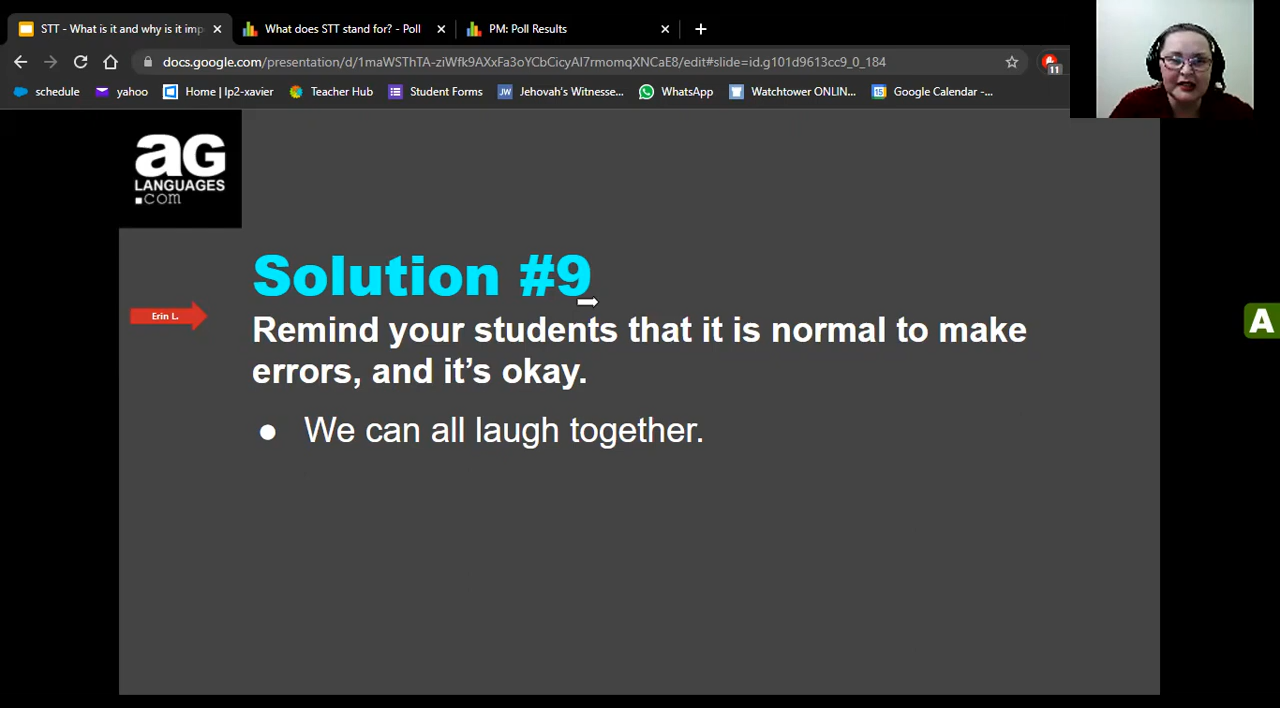 STT - What is it and why is it imp
What does STT stand for? - Poll
PM: Poll Results
docs.google.com/presentation/d/1maWSThTA-ziWfc5AXxFa3oYCbCicyAI7rmomqXNCaE8/edit#slide=id.g101d9613cc9_0_184
11
schedule
yahoo
Home | lp2-xavier
Teacher Hub
Student Forms
JW Jehovah's Witnesse...
WhatsApp
Watchtower ONLIN...
Google Calendar -...
aG
LANGUAGES
.com
Solution #9
Erin L.
Remind your students that it is normal to make
errors, and it's okay.
● We can all laugh together.
A